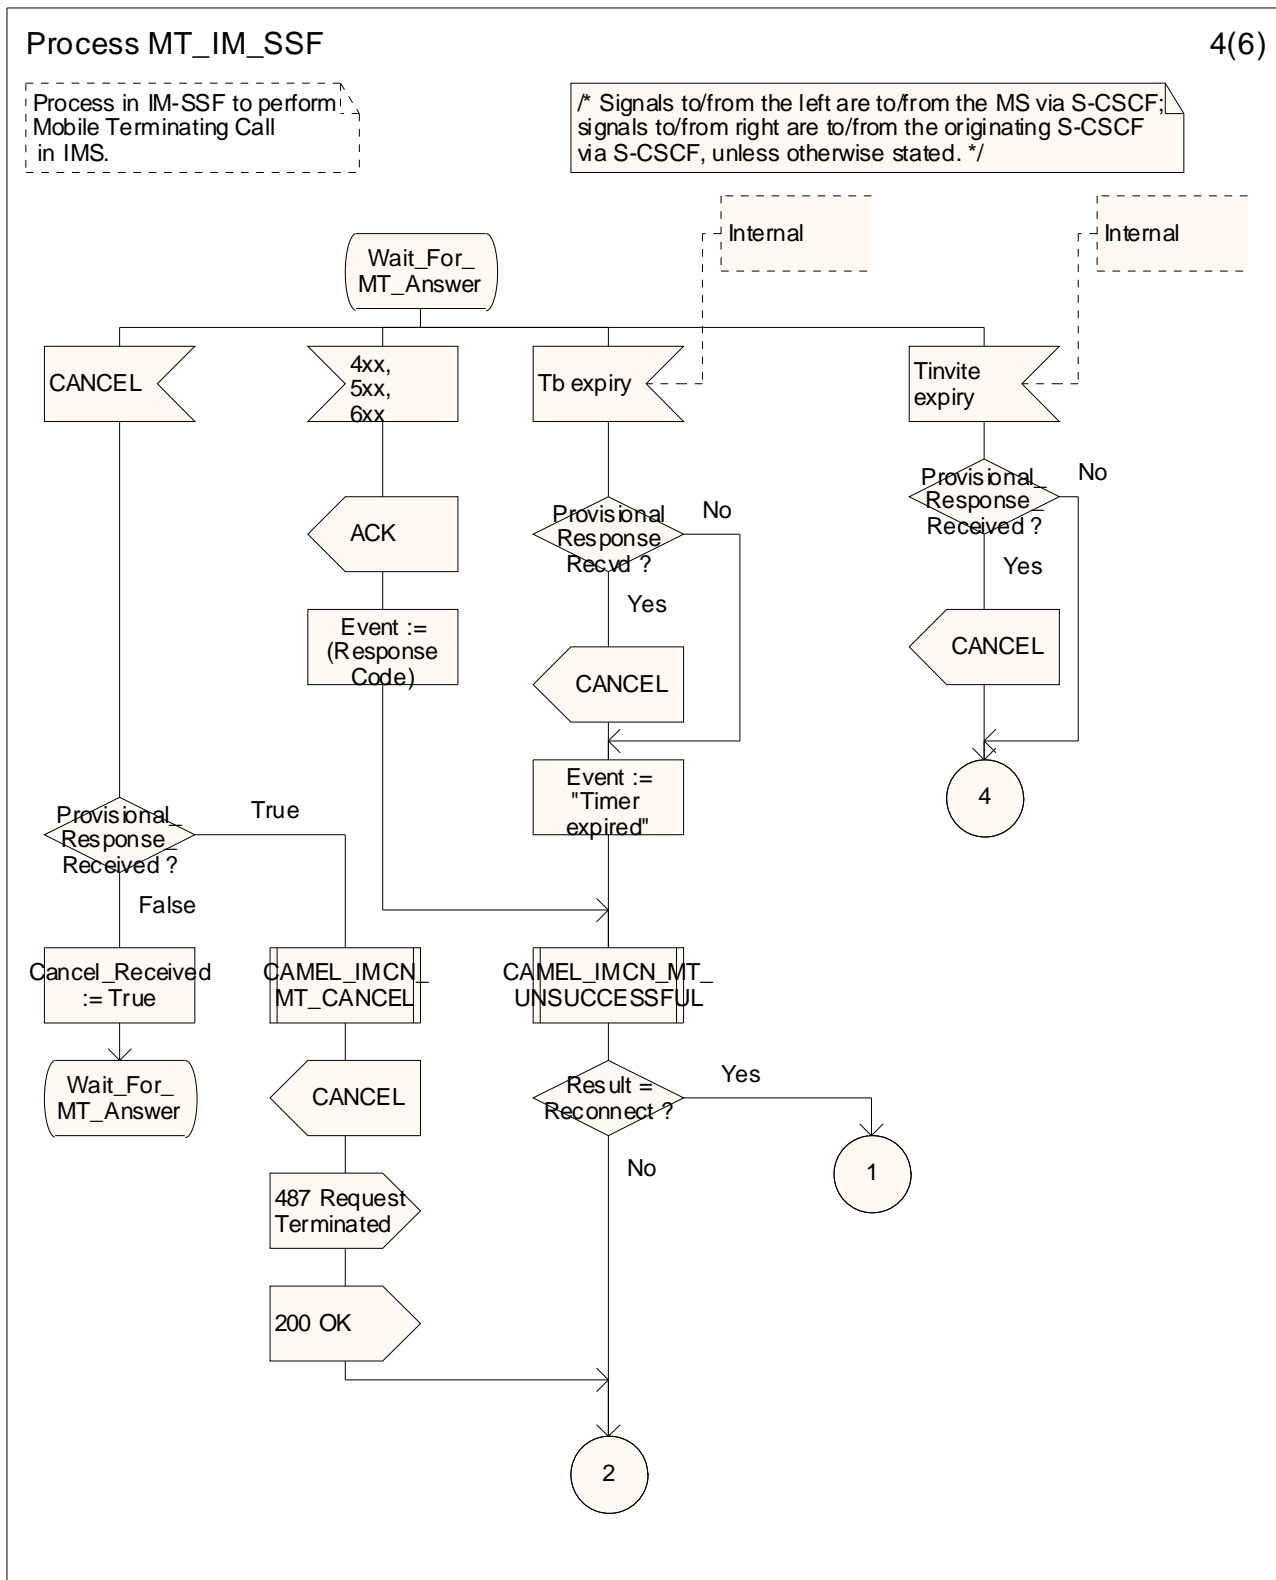 Process MT_IM_SSF
4(6)
Process in IM-SSF to perform
Mobile Terminating Call
in IMS.
/* Signals to/from the left are to/from the MS via S-CSCF;
signals to/from right are to/from the originating S-CSCF
via S-CSCF, unless otherwise stated. */
Internal
Internal
Wait_For_
MT_Answer
CANCEL
4xx,
5xx,
6xx
Tb expiry
Tinvite
expiry
Provisional_
Response_
Received ?
No
Yes
ACK
Provisional
Response
Recvd ?
No
Yes
Event :=
(Response
Code)
CANCEL
CANCEL
Event :=
"Timer
expired"
4
Provisional_
Response_
Received ?
True
False
Cancel_Received
:= True
CAMEL_IMCN_
MT_CANCEL
CAMEL_IMCN_MT_
UNSUCCESSFUL
Wait_For_
MT_Answer
CANCEL
Result =
Reconnect ?
Yes
No
1
487 Request
Terminated
200 OK
2